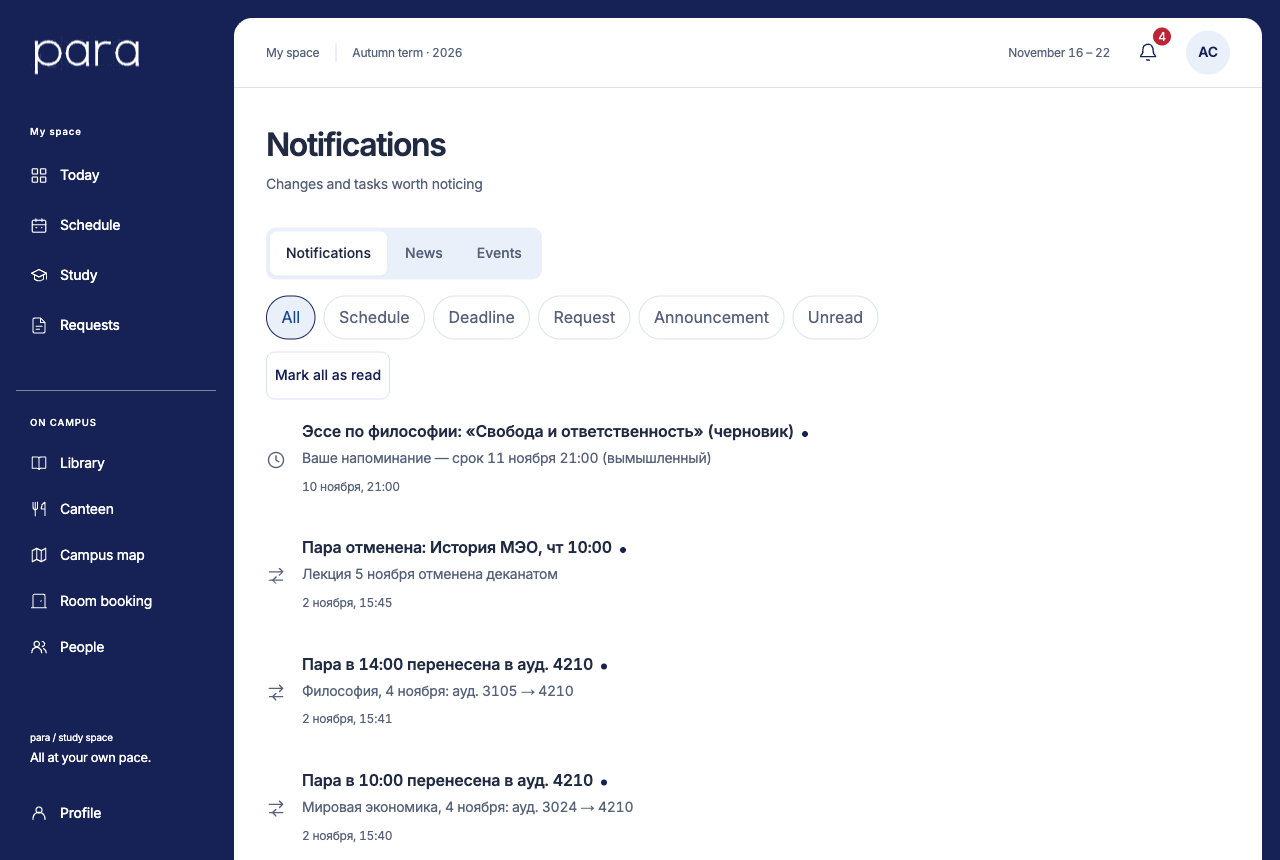 para
My space
Today
Schedule
Study
Requests
ON CAMPUS
Library
Canteen
Campus map
Room booking
People
para / study space
All at your own pace.
Profile
My space
Autumn term · 2026
November 16 – 22
4
AC
Notifications
Changes and tasks worth noticing
Notifications News Events
All Schedule Deadline Request Announcement Unread
Mark all as read
Эссе по философии: «Свобода и ответственность» (черновик)
Ваше напоминание — срок 11 ноября 21:00 (вымышленный)
10 ноября, 21:00
Пара отменена: История МЭО, чт 10:00
Лекция 5 ноября отменена деканатом
2 ноября, 15:45
Пара в 14:00 перенесена в ауд. 4210
Философия, 4 ноября: ауд. 3105 → 4210
2 ноября, 15:41
Пара в 10:00 перенесена в ауд. 4210
Мировая экономика, 4 ноября: ауд. 3024 → 4210
2 ноября, 15:40